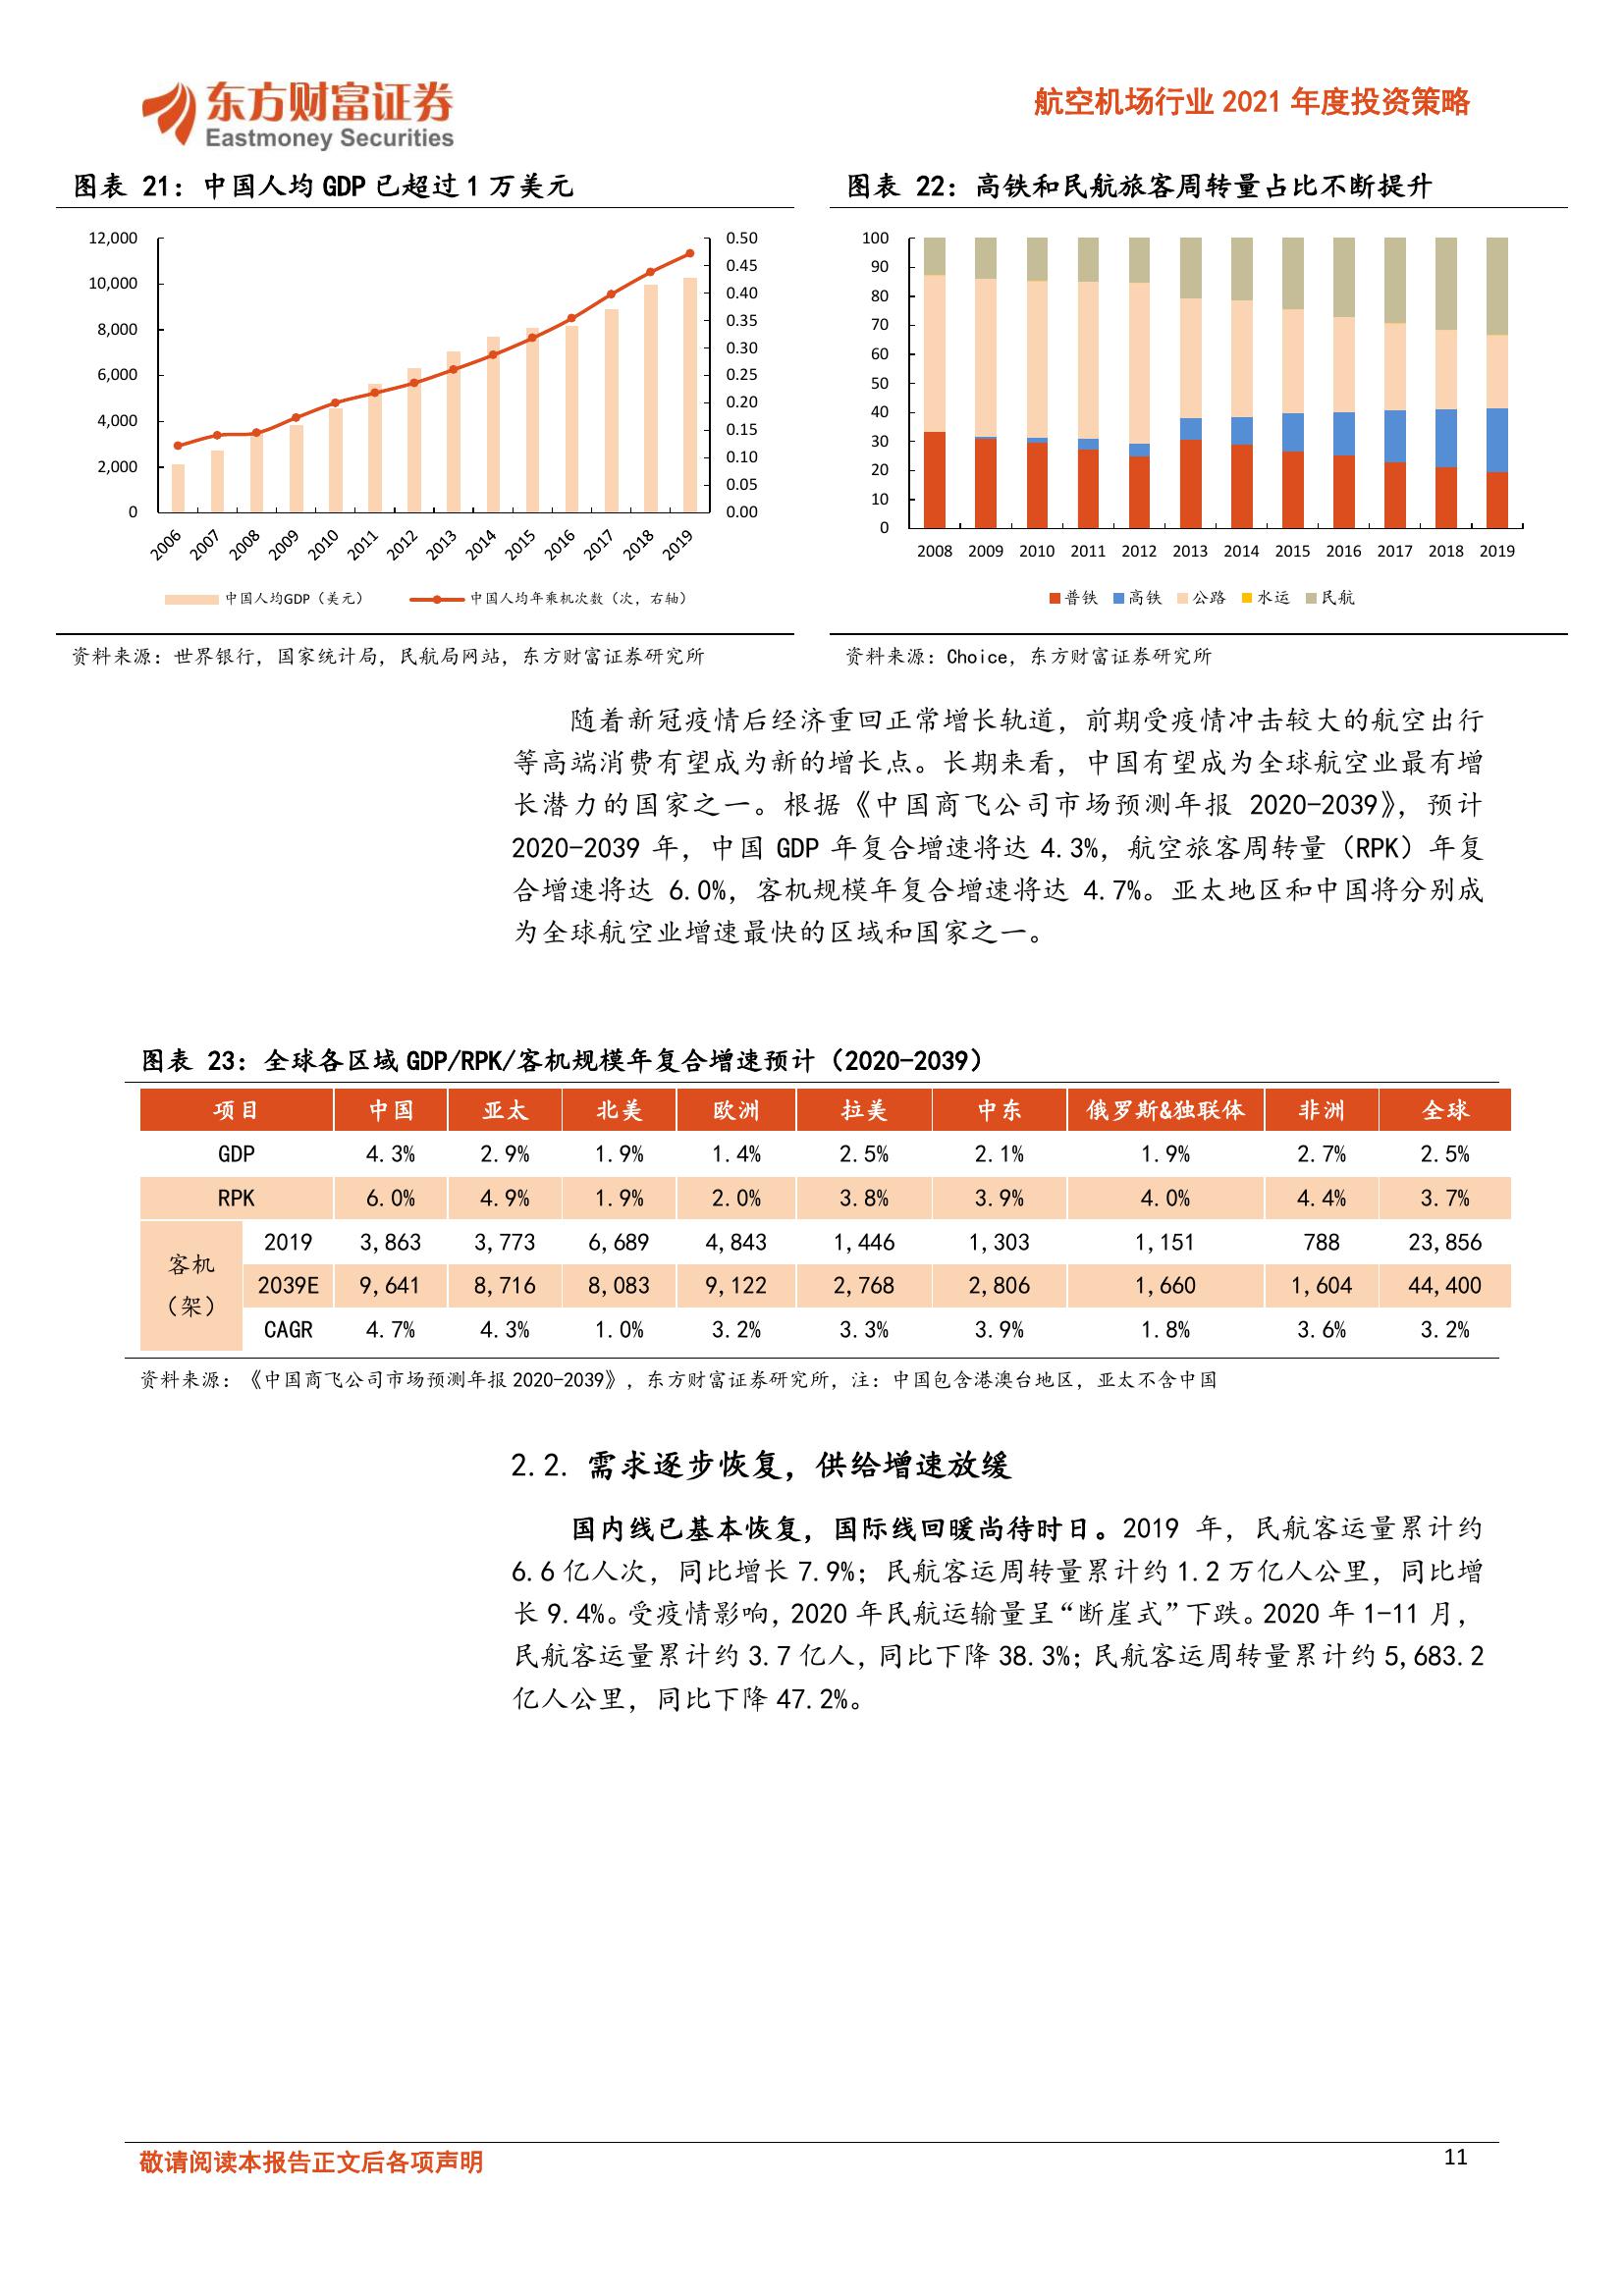 东方财富证券
Eastmoney Securities
航空机场行业 2021 年度投资策略
图表 21：中国人均 GDP 已超过 1 万美元
12,000
10,000
8,000
6,000
4,000
2,000
0
0.50
0.45
0.40
0.35
0.30
0.25
0.20
0.15
0.10
0.05
0.00
2006 2007 2008 2009 2010 2011 2012 2013 2014 2015 2016 2017 2018 2019
中国人均GDP（美元） 中国人均年乘机次数（次，右轴）
资料来源：世界银行，国家统计局，民航局网站，东方财富证券研究所
图表 22：高铁和民航旅客周转量占比不断提升
100
90
80
70
60
50
40
30
20
10
0
2008 2009 2010 2011 2012 2013 2014 2015 2016 2017 2018 2019
普铁 高铁 公路 水运 民航
资料来源：Choice，东方财富证券研究所
随着新冠疫情后经济重回正常增长轨道，前期受疫情冲击较大的航空出行
等高端消费有望成为新的增长点。长期来看，中国有望成为全球航空业最有增
长潜力的国家之一。根据《中国商飞公司市场预测年报 2020-2039》，预计
2020-2039 年，中国 GDP 年复合增速将达 4.3%，航空旅客周转量（RPK）年复
合增速将达 6.0%，客机规模年复合增速将达 4.7%。亚太地区和中国将分别成
为全球航空业增速最快的区域和国家之一。
图表 23：全球各区域 GDP/RPK/客机规模年复合增速预计（2020-2039）
项目 中国 亚太 北美 欧洲 拉美 中东 俄罗斯&独联体 非洲 全球
GDP 4.3% 2.9% 1.9% 1.4% 2.5% 2.1% 1.9% 2.7% 2.5%
RPK 6.0% 4.9% 1.9% 2.0% 3.8% 3.9% 4.0% 4.4% 3.7%
客机
（架）
2019 3,863 3,773 6,689 4,843 1,446 1,303 1,151 788 23,856
2039E 9,641 8,716 8,083 9,122 2,768 2,806 1,660 1,604 44,400
CAGR 4.7% 4.3% 1.0% 3.2% 3.3% 3.9% 1.8% 3.6% 3.2%
资料来源：《中国商飞公司市场预测年报 2020-2039》，东方财富证券研究所，注：中国包含港澳台地区，亚太不含中国
2.2. 需求逐步恢复，供给增速放缓
国内线已基本恢复，国际线回暖尚待时日。2019 年，民航客运量累计约
6.6 亿人次，同比增长 7.9%；民航客运周转量累计约 1.2 万亿人公里，同比增
长 9.4%。受疫情影响，2020 年民航运输量呈“断崖式”下跌。2020 年 1-11 月，
民航客运量累计约 3.7 亿人，同比下降 38.3%；民航客运周转量累计约 5,683.2
亿人公里，同比下降 47.2%。
敬请阅读本报告正文后各项声明
11